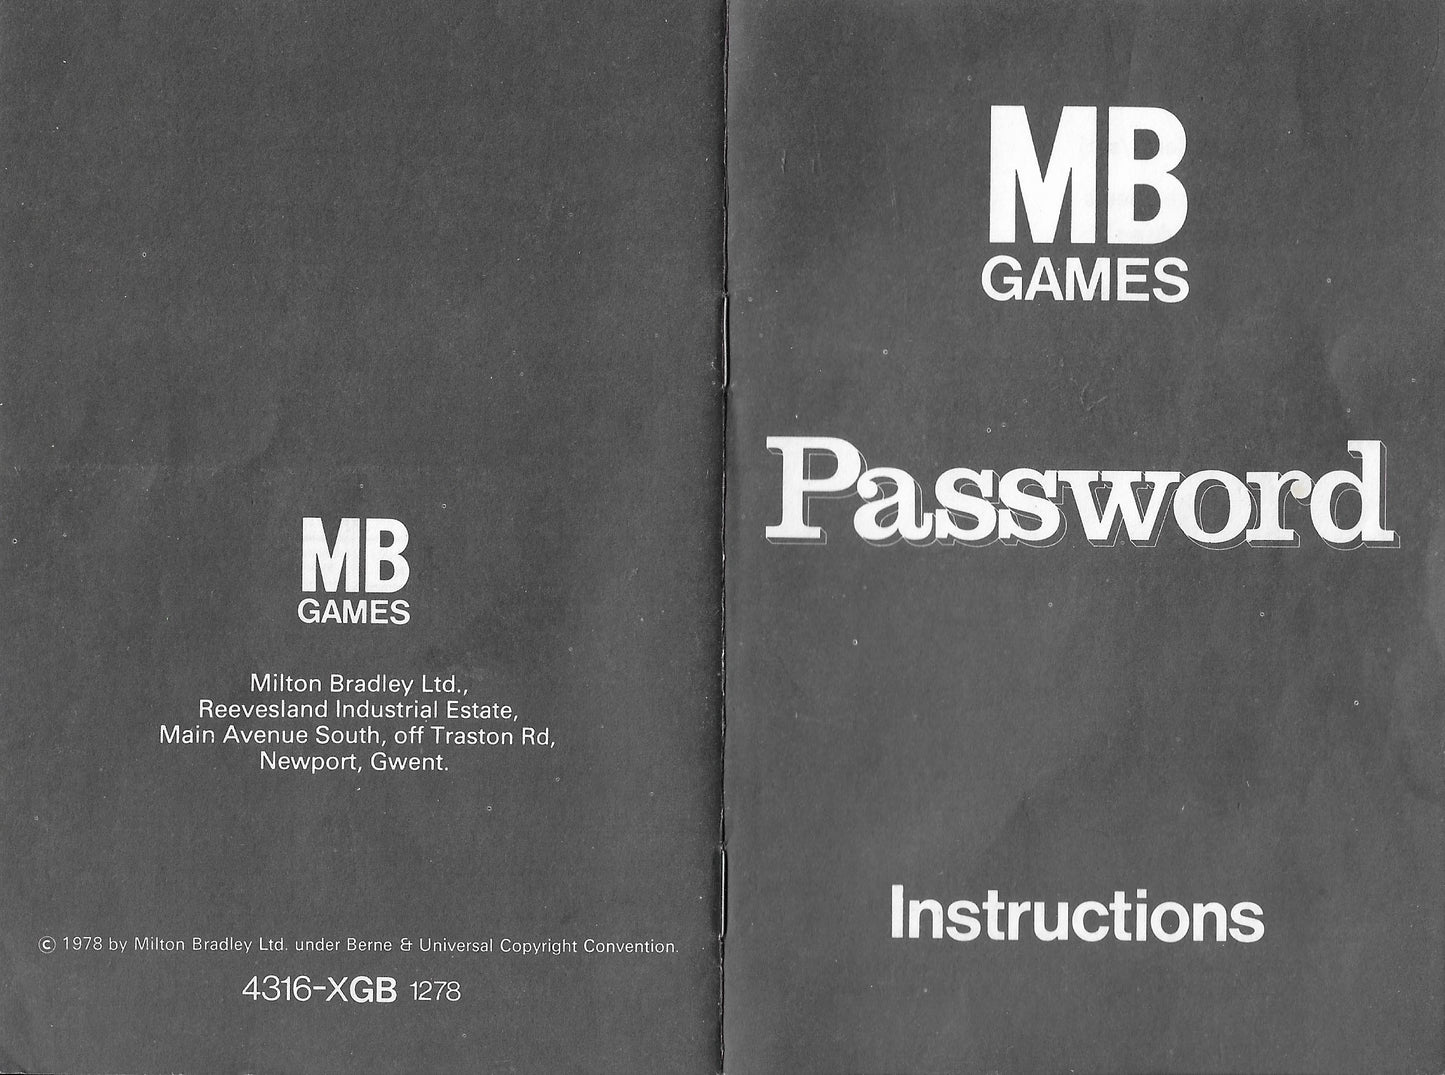 MB
GAMES
Milton Bradley Ltd.,
Reevesland Industrial Estate,
Main Avenue South, off Traston Rd,
Newport, Gwent.
© 1978 by Milton Bradley Ltd. under Berne & Universal Copyright Convention.
4316-XGB 1278
MB
GAMES
Password
Instructions